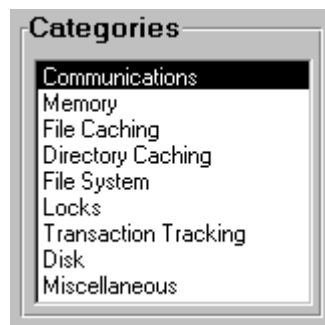 Categories
Communications
Memory
File Caching
Directory Caching
File System
Locks
Transaction Tracking
Disk
Miscellaneous